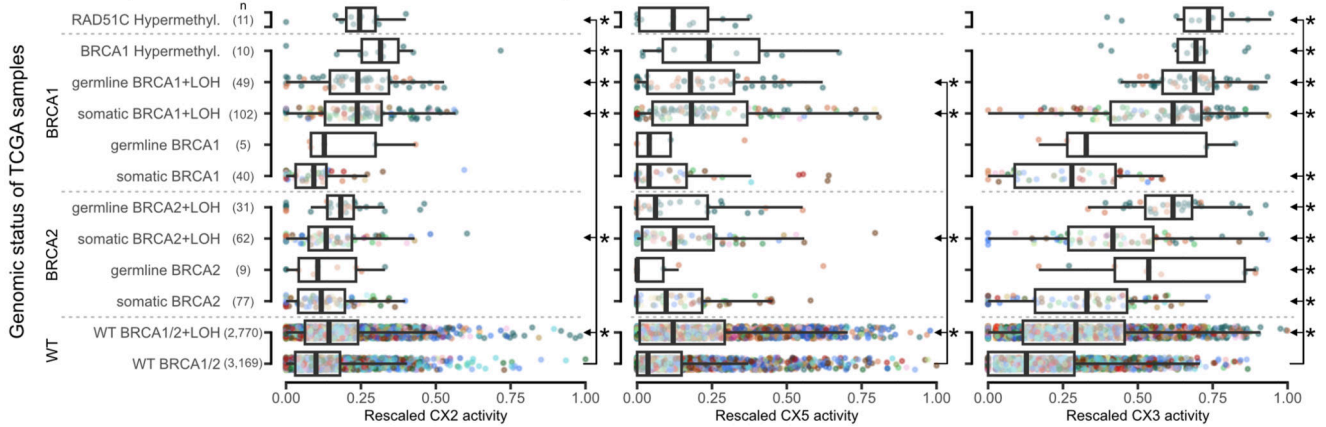 n
RAD51C Hypermethyl. (11)
BRCA1 Hypermethyl. (10)
germline BRCA1+LOH (49)
somatic BRCA1+LOH (102)
germline BRCA1 (5)
somatic BRCA1 (40)
germline BRCA2+LOH (31)
somatic BRCA2+LOH (62)
germline BRCA2 (9)
somatic BRCA2 (77)
WT BRCA1/2+LOH (2,770)
WT BRCA1/2 (3,169)
Genomic status of TCGA samples
BRCA1
BRCA2
WT
* * * * * *
* * *
* * * * * * * * *
0.00 0.25 0.50 0.75 1.00
Rescaled CX2 activity
0.00 0.25 0.50 0.75 1.00
Rescaled CX5 activity
0.00 0.25 0.50 0.75 1.00
Rescaled CX3 activity